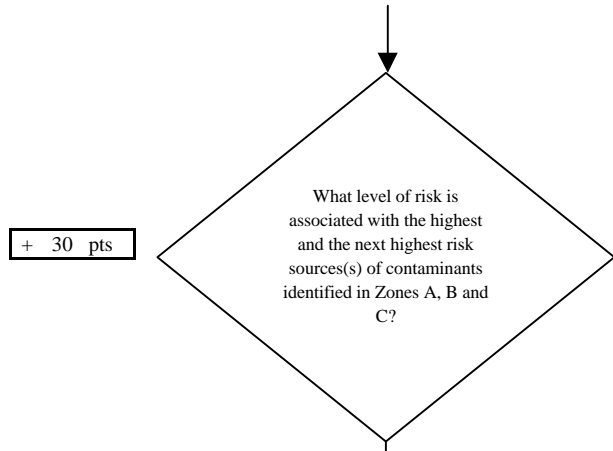 What level of risk is
associated with the highest
and the next highest risk
sources(s) of contaminants
identified in Zones A, B and
C?
+ 30 pts